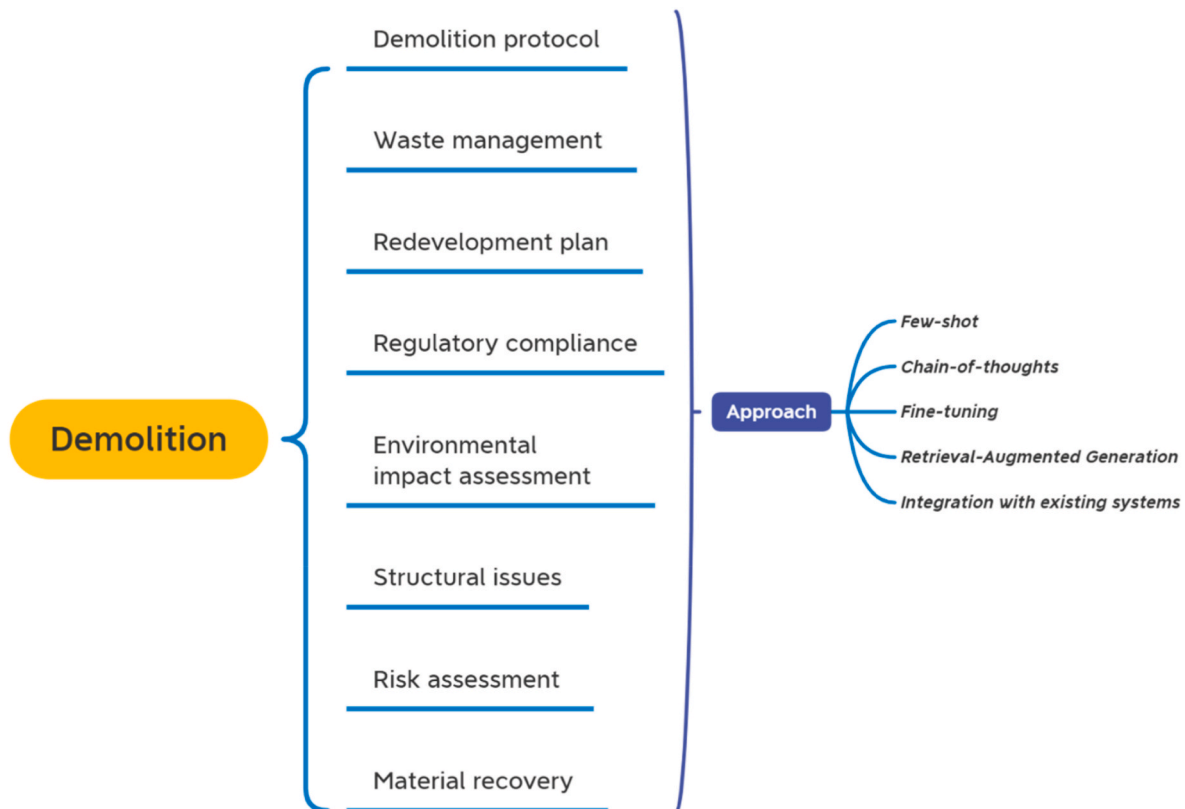 Demolition
Demolition protocol
Waste management
Redevelopment plan
Regulatory compliance
Environmental
impact assessment
Structural issues
Risk assessment
Material recovery
Approach
Few-shot
Chain-of-thoughts
Fine-tuning
Retrieval-Augmented Generation
Integration with existing systems